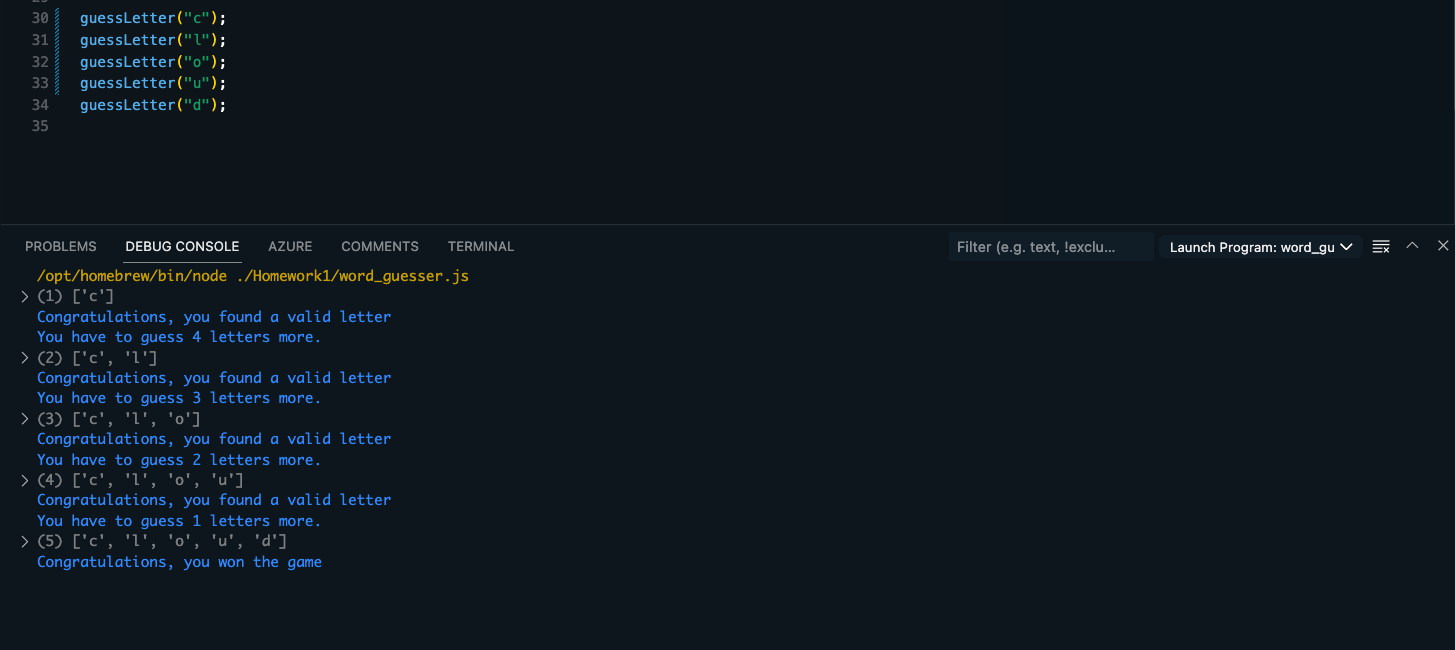 30 guessLetter("c");
31 guessLetter("l");
32 guessLetter("o");
33 guessLetter("u");
34 guessLetter("d");
35
PROBLEMS DEBUG CONSOLE AZURE COMMENTS TERMINAL Filter (e.g. text, !exclu... Launch Program: word_gu
/opt/homebrew/bin/node ./Homework1/word_guesser.js
(1) ['c']
Congratulations, you found a valid letter
You have to guess 4 letters more.
(2) ['c', 'l']
Congratulations, you found a valid letter
You have to guess 3 letters more.
(3) ['c', 'l', 'o']
Congratulations, you found a valid letter
You have to guess 2 letters more.
(4) ['c', 'l', 'o', 'u']
Congratulations, you found a valid letter
You have to guess 1 letters more.
(5) ['c', 'l', 'o', 'u', 'd']
Congratulations, you won the game